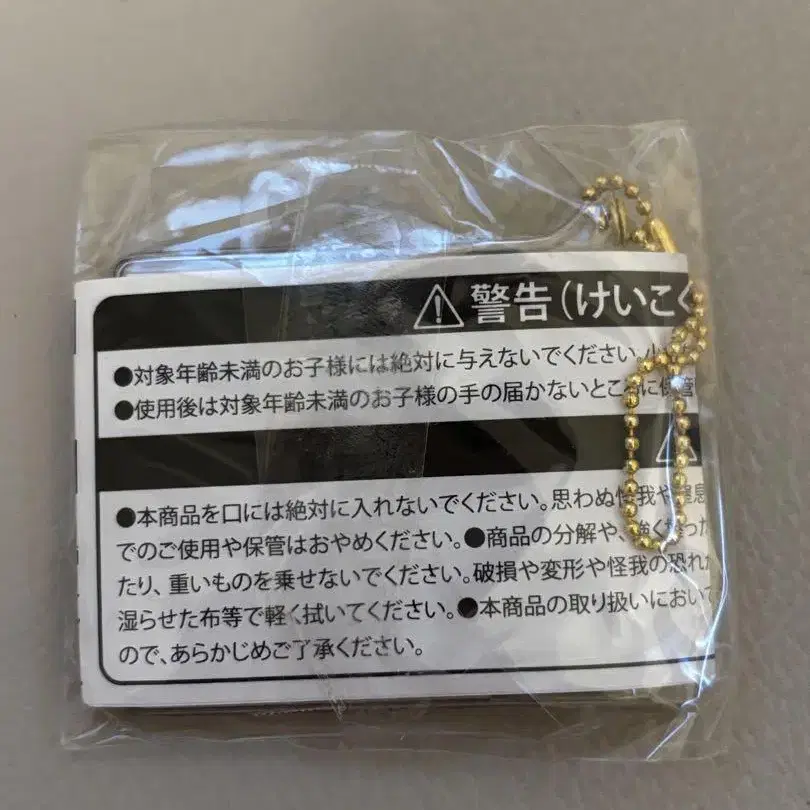 ⚠ 警告(けいこく
●対象年齢未満のお子様には絶対に与えないでください。小
●使用後は対象年齢未満のお子様の手の届かないところに保管
●本商品を口には絶対に入れないでください。思わぬ怪我や窒息
でのご使用や保管はおやめください。●商品の分解や、強く
たり、重いものを乗せないでください。破損や変形や怪我の恐れ
湿らせた布等で軽く拭いてください。●本商品の取り扱いにおいて
ので、あらかじめご了承ください。